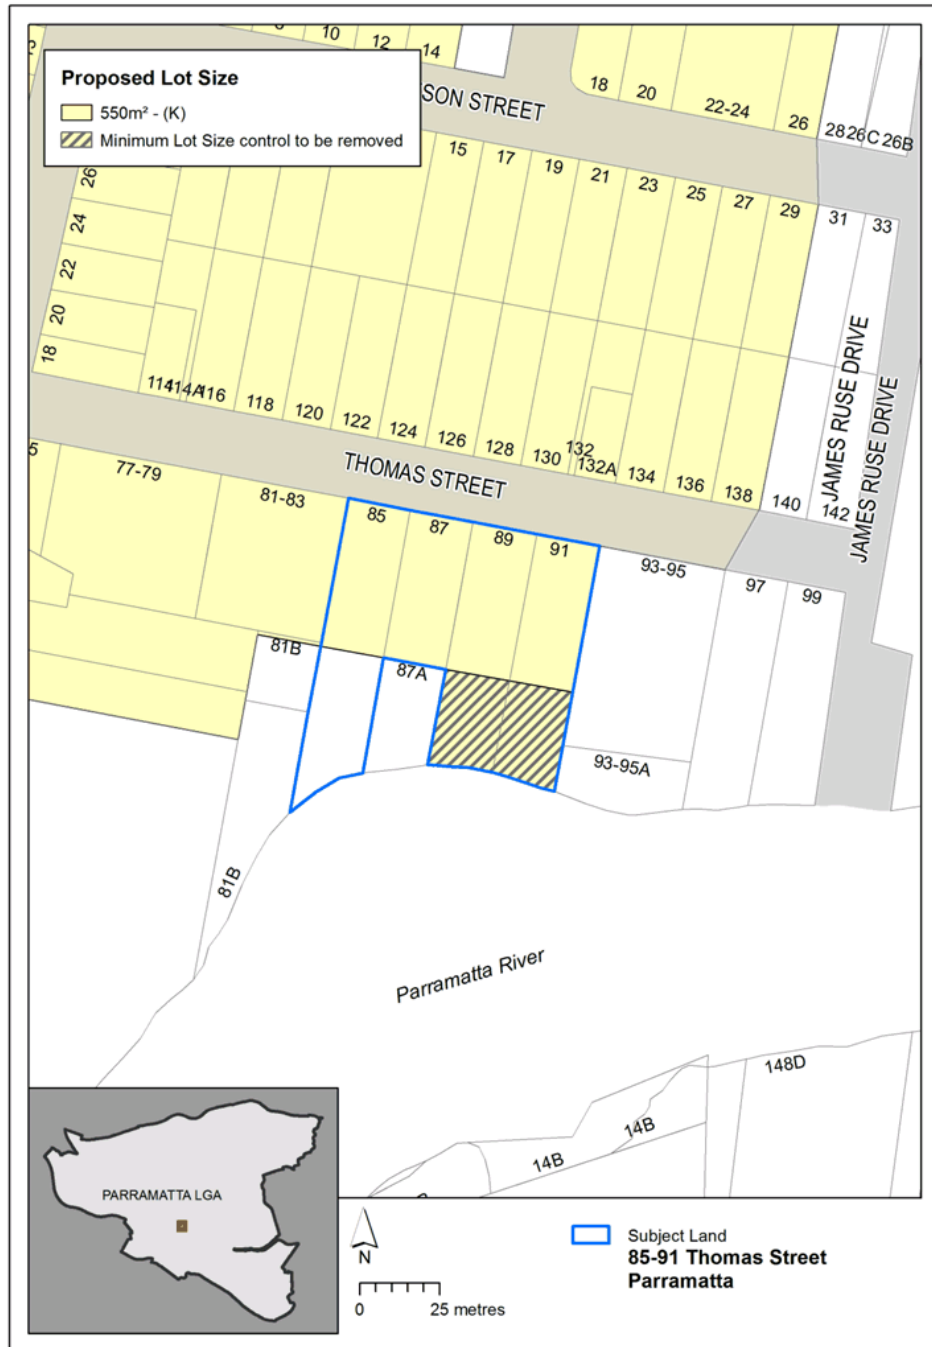 10
12
14
Proposed Lot Size
550m² - (K)
Minimum Lot Size control to be removed
SON STREET
18
20
22-24
26
28
26C
26B
15
17
19
21
23
25
27
29
31
33
26
24
22
20
18
114
114A
116
118
120
122
124
126
128
130
132
132A
134
136
138
140
142
JAMES RUSE DRIVE
JAMES RUSE DRIVE
THOMAS STREET
5
77-79
81-83
85
87
89
91
93-95
97
99
81B
87A
93-95A
81B
Parramatta River
148D
14B
14B
PARRAMATTA LGA
N
0
25 metres
Subject Land
85-91 Thomas Street
Parramatta